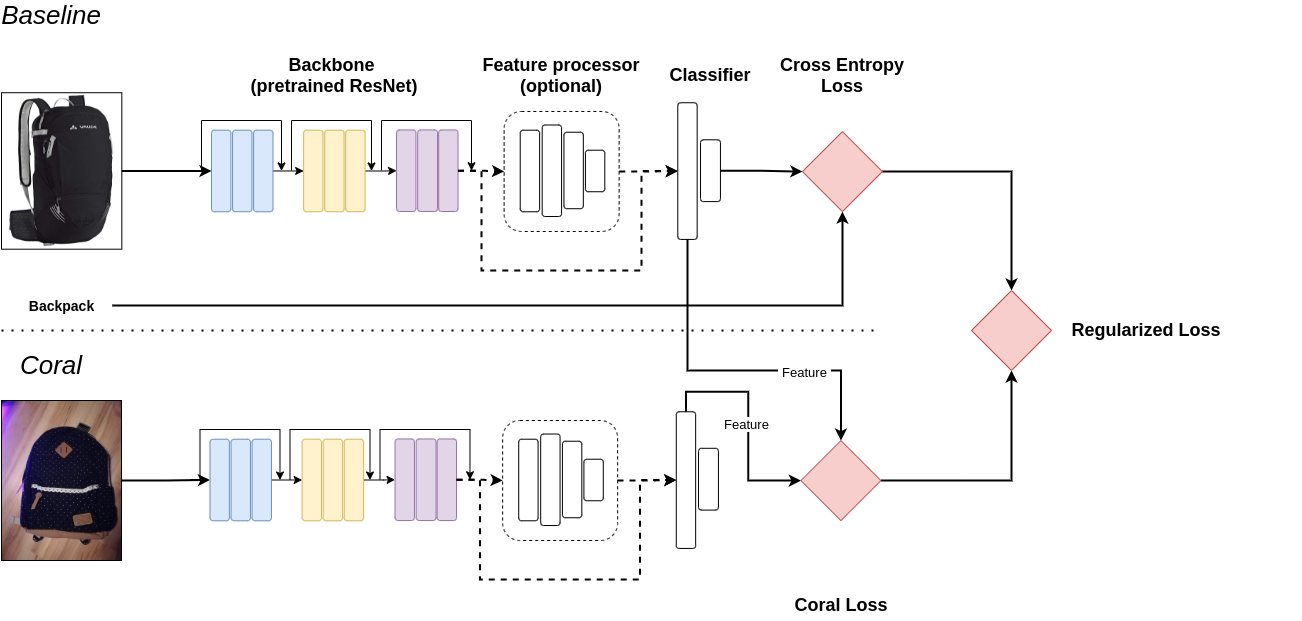 Baseline
Backbone
(pretrained ResNet)
Feature processor
(optional)
Classifier
Cross Entropy
Loss
VAUDE
Backpack
Regularized Loss
Coral
Feature
Feature
Coral Loss